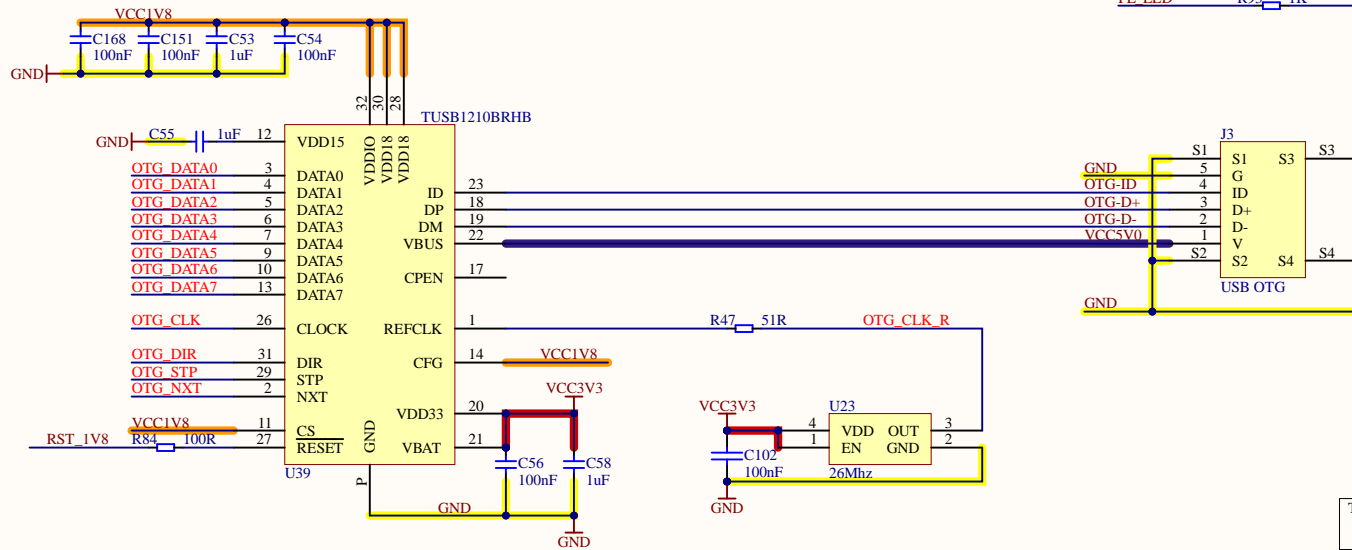 VCC1V8
C168
100nF
C151
100nF
C53
1uF
C54
100nF
GND
32
30
28
VDDIO
VDD18
VDD18
TUSB1210BRHB
GND
C55
1uF
12
VDD15
OTG_DATA0
3
DATA0
OTG_DATA1
4
DATA1
OTG_DATA2
5
DATA2
OTG_DATA3
6
DATA3
OTG_DATA4
7
DATA4
OTG_DATA5
9
DATA5
OTG_DATA6
10
DATA6
OTG_DATA7
13
DATA7
OTG_CLK
26
CLOCK
OTG_DIR
31
DIR
OTG_STP
29
STP
OTG_NXT
2
NXT
VCC1V8
11
CS
RST_1V8
R84
100R
27
RESET
U39
GND
P
ID
23
DP
18
DM
19
VBUS
22
CPEN
17
REFCLK
1
CFG
14
VCC1V8
VDD33
20
VBAT
21
VCC3V3
C56
100nF
C58
1uF
GND
GND
R47
51R
OTG_CLK_R
VCC3V3
C102
100nF
GND
U23
4
VDD
OUT
3
1
EN
GND
2
26Mhz
J3
S1
S1
S3
S3
GND
5
G
OTG-ID
4
ID
OTG-D+
3
D+
OTG-D-
2
D-
VCC5V0
1
V
S2
S2
S4
S4
USB OTG
GND